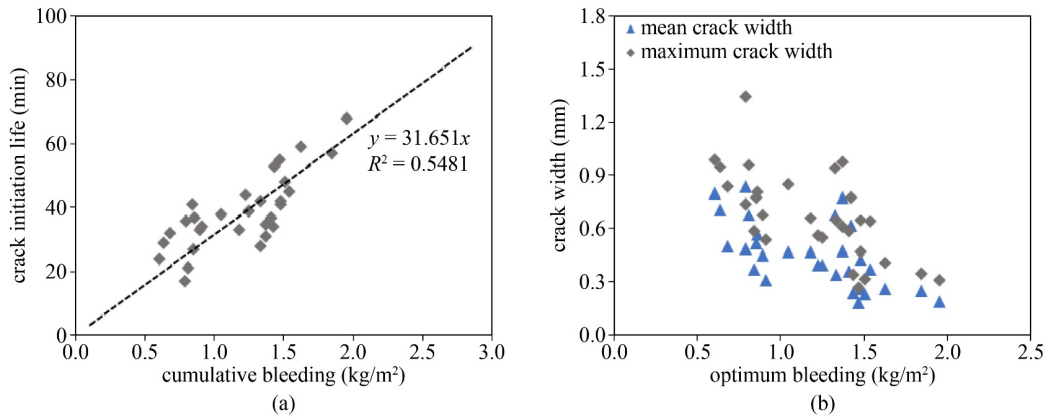 100
80
60
40
20
0
0.0 0.5 1.0 1.5 2.0 2.5 3.0
crack initiation life (min)
cumulative bleeding (kg/m²)
y = 31.651x
R² = 0.5481
(a)
1.8
1.5
1.2
0.9
0.6
0.3
0.0
0.0 0.5 1.0 1.5 2.0 2.5
crack width (mm)
optimum bleeding (kg/m²)
mean crack width
maximum crack width
(b)